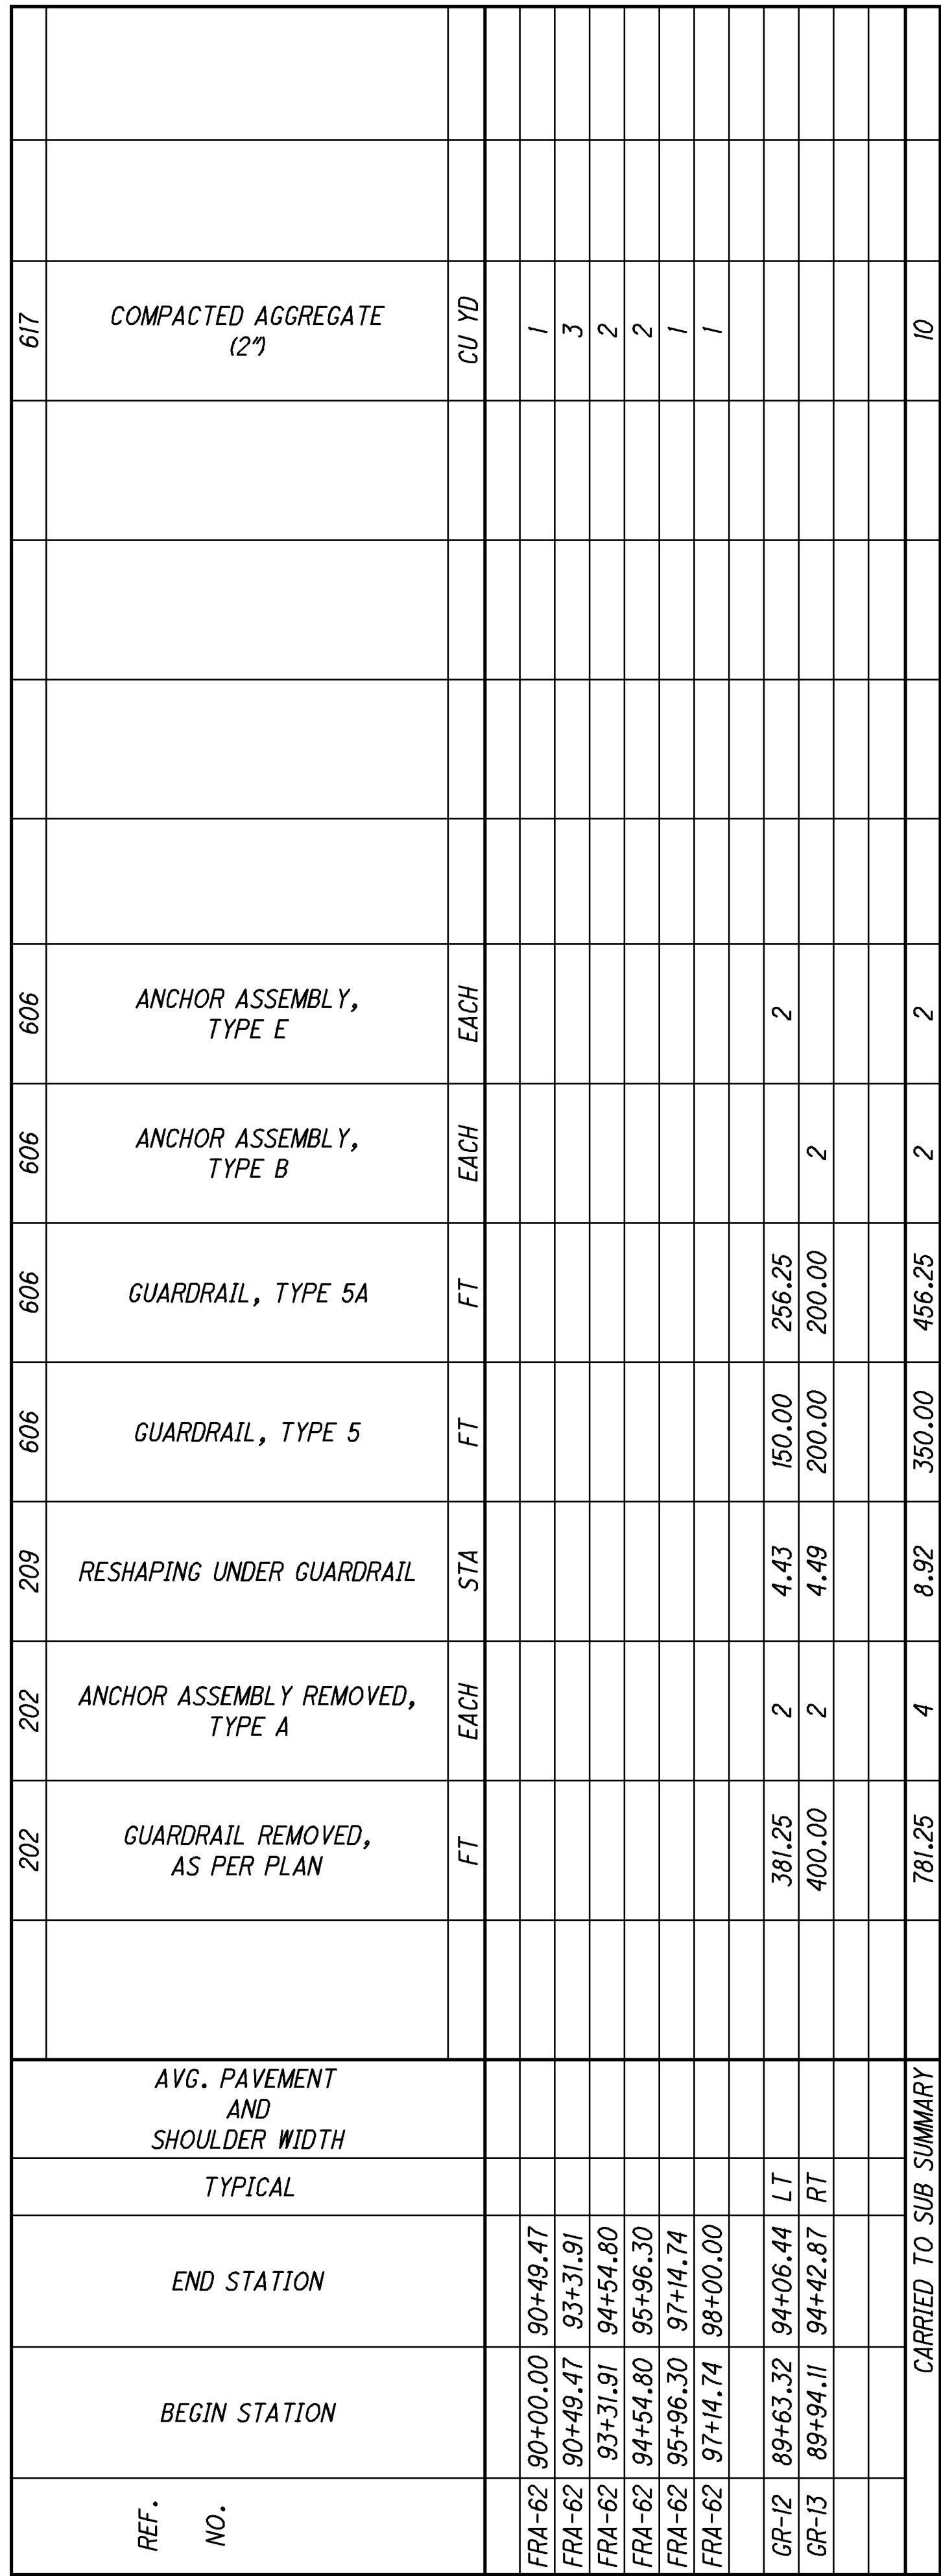 REF. NO. BEGIN STATION END STATION TYPICAL AVG. PAVEMENT AND SHOULDER WIDTH
202 GUARDRAIL REMOVED, AS PER PLAN FT
202 ANCHOR ASSEMBLY REMOVED, TYPE A EACH
209 RESHAPING UNDER GUARDRAIL STA
606 GUARDRAIL, TYPE 5 FT
606 GUARDRAIL, TYPE 5A FT
606 ANCHOR ASSEMBLY, TYPE B EACH
606 ANCHOR ASSEMBLY, TYPE E EACH
617 COMPACTED AGGREGATE (2") CU YD
FRA-62 90+00.00 90+49.47 1
FRA-62 90+49.47 93+31.91 3
FRA-62 93+31.91 94+54.80 2
FRA-62 94+54.80 95+96.30 2
FRA-62 95+96.30 97+14.74 1
FRA-62 97+14.74 98+00.00 1
GR-12 89+63.32 94+06.44 LT 381.25 2 4.43 150.00 256.25 2
GR-13 89+94.11 94+42.87 RT 400.00 2 4.49 200.00 200.00 2
CARRIED TO SUB SUMMARY 781.25 4 8.92 350.00 456.25 2 2 10